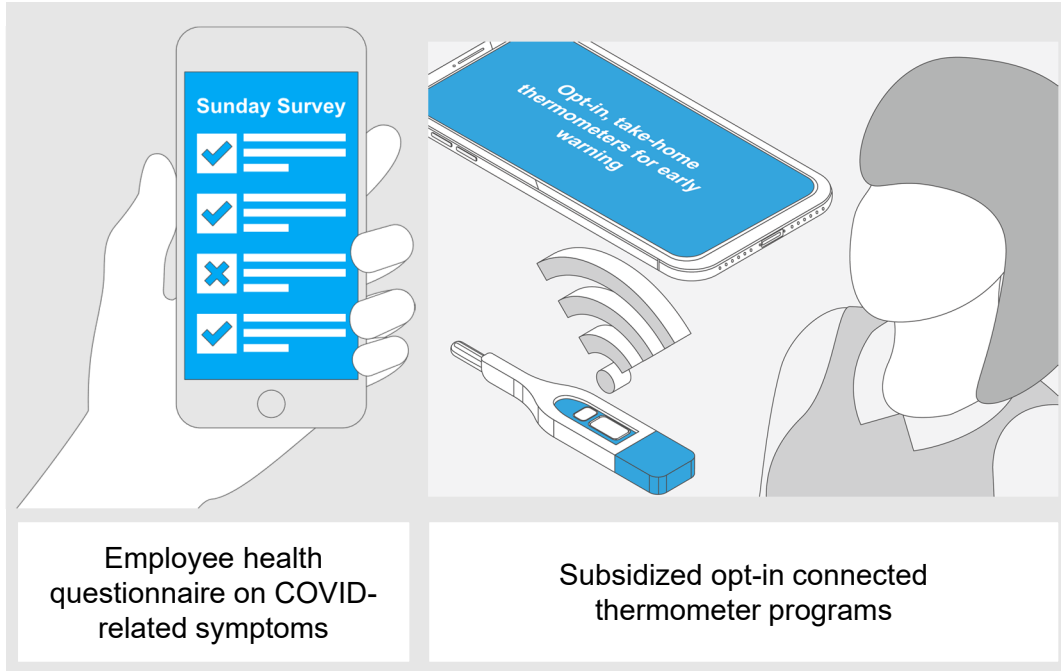 Sunday Survey
Opt-in, take-home
thermometers for early
warning
Employee health
questionnaire on COVID-
related symptoms
Subsidized opt-in connected
thermometer programs